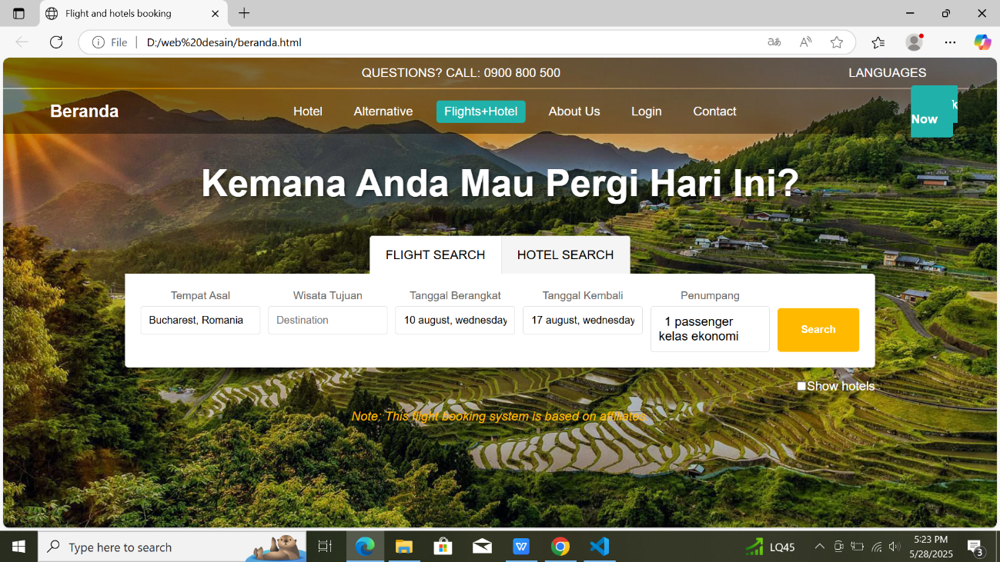 Flight and hotels booking
File
D:/web%20desain/beranda.html
QUESTIONS? CALL: 0900 800 500
LANGUAGES
Beranda
Hotel
Alternative
Flights+Hotel
About Us
Login
Contact
Now
Kemana Anda Mau Pergi Hari Ini?
FLIGHT SEARCH
HOTEL SEARCH
Tempat Asal
Wisata Tujuan
Tanggal Berangkat
Tanggal Kembali
Penumpang
Bucharest, Romania
Destination
10 august, wednesday
17 august, wednesday
1 passenger
kelas ekonomi
Search
Show hotels
Note: This flight booking system is based on affiliates
Type here to search
LQ45
5:23 PM
5/28/2025
3